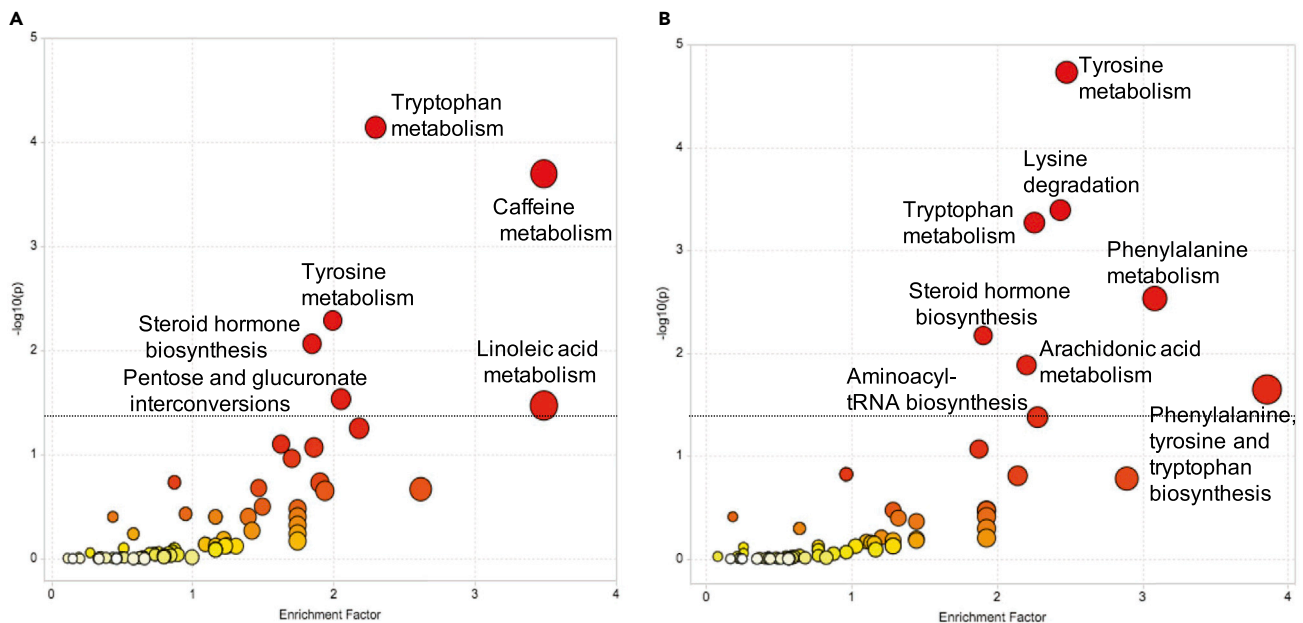 A
5
4
3
2
1
0
-log10(p)
Tryptophan
metabolism
Caffeine
metabolism
Tyrosine
metabolism
Steroid hormone
biosynthesis
Linoleic acid
metabolism
Pentose and glucuronate
interconversions
0
1
2
3
4
Enrichment Factor
B
5
4
3
2
1
0
-log10(p)
Tyrosine
metabolism
Lysine
degradation
Tryptophan
metabolism
Phenylalanine
metabolism
Steroid hormone
biosynthesis
Arachidonic acid
metabolism
Aminoacyl-
tRNA biosynthesis
Phenylalanine,
tyrosine and
tryptophan
biosynthesis
0
1
2
3
4
Enrichment Factor